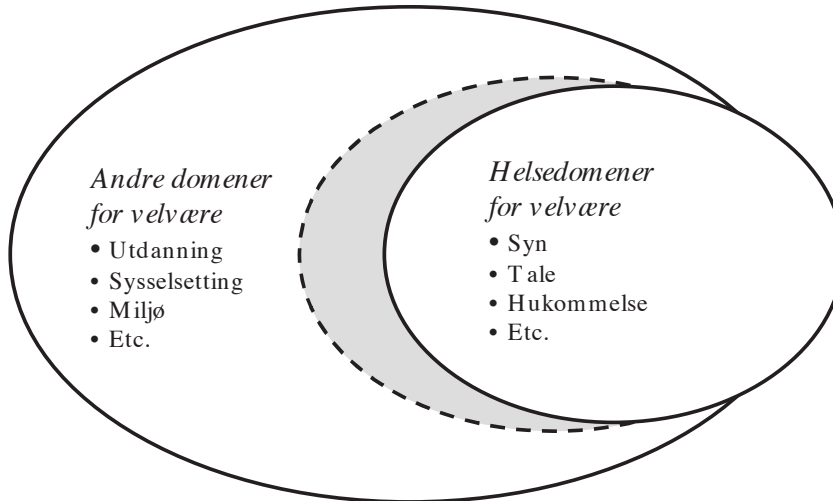 Andre domener
for velvære
• Utdanning
• Sysselsetting
• Miljø
• Etc.
Helsedomener
for velvære
• Syn
• Tale
• Hukommelse
• Etc.